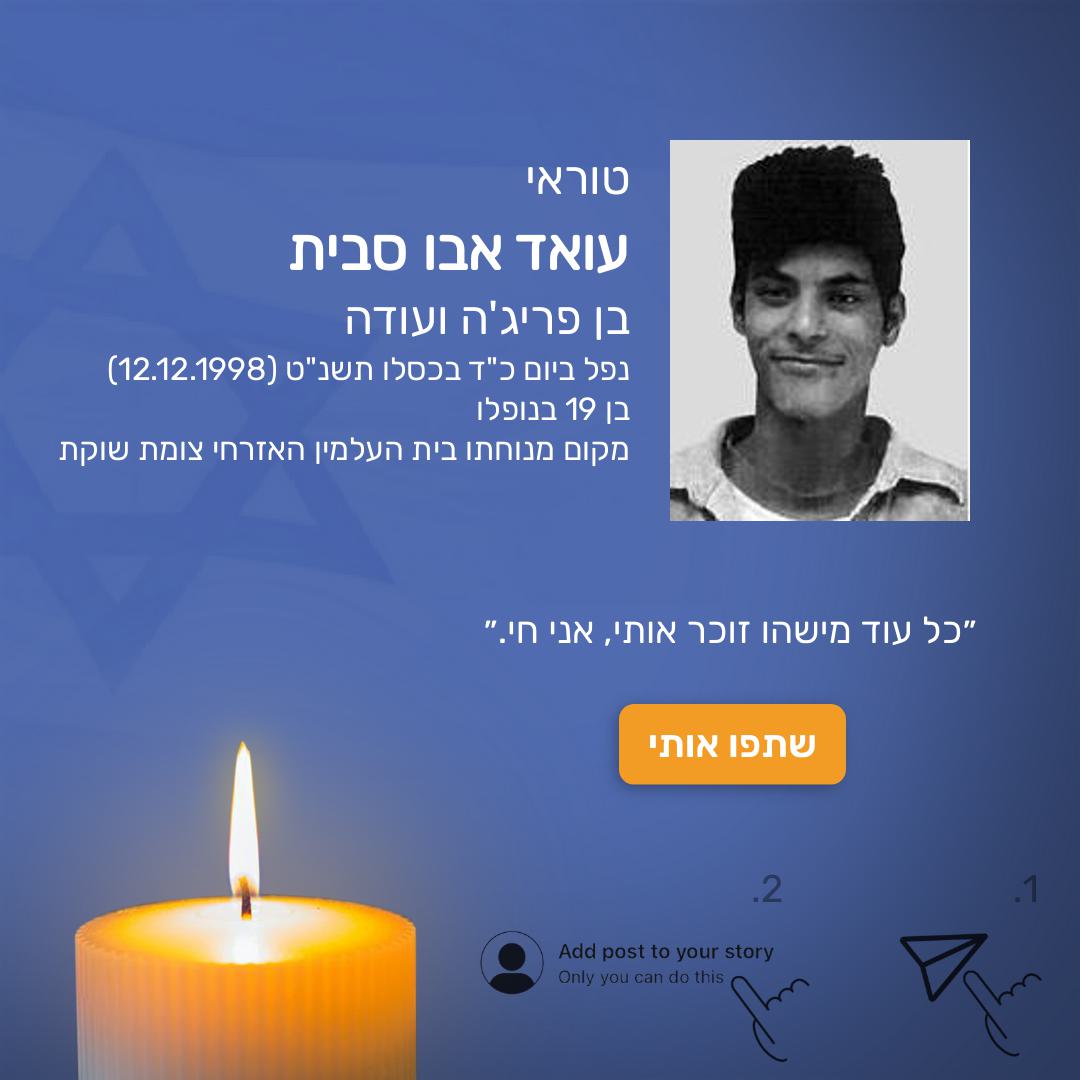 טוראי
עואד אבו סבית
בן פריג'ה ועודה
נפל ביום כ"ד בכסלו תשנ"ט (12.12.1998)
בן 19 בנופלו
מקום מנוחתו בית העלמין האזרחי צומת שוקת
״כל עוד מישהו זוכר אותי, אני חי.״
שתפו אותי
1.
2.
Add post to your story
Only you can do this